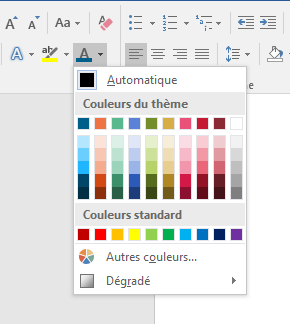 A A Aa A
A ab A
Automatique
Couleurs du thème
Couleurs standard
Autres couleurs...
Dégradé